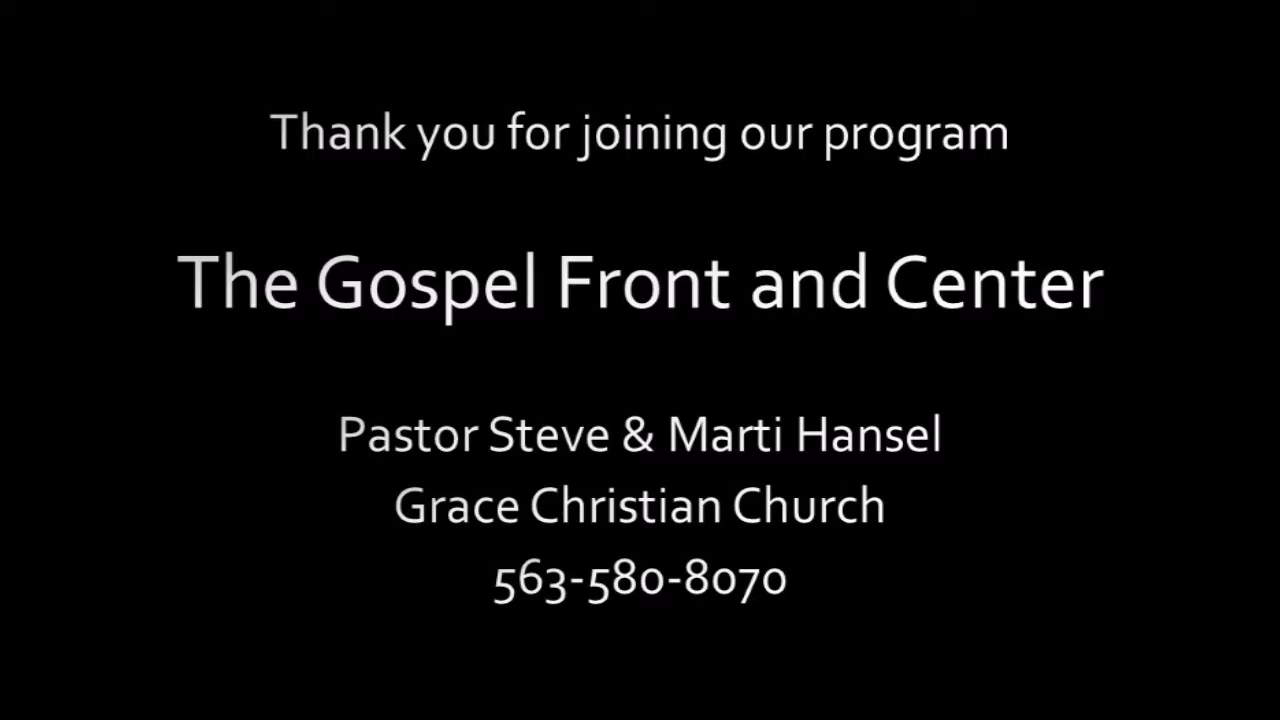 Thank you for joining our program
The Gospel Front and Center
Pastor Steve & Marti Hansel
Grace Christian Church
563-580-8070